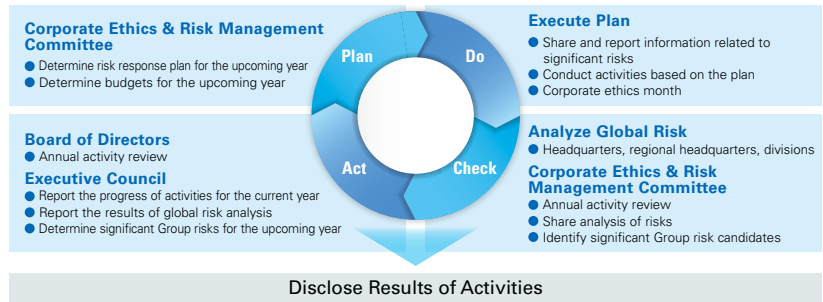 Corporate Ethics & Risk Management
Committee
● Determine risk response plan for the upcoming year
● Determine budgets for the upcoming year
Plan
Do
Execute Plan
● Share and report information related to
significant risks
● Conduct activities based on the plan
● Corporate ethics month
Board of Directors
● Annual activity review
Executive Council
● Report the progress of activities for the current year
● Report the results of global risk analysis
● Determine significant Group risks for the upcoming year
Act
Check
Analyze Global Risk
● Headquarters, regional headquarters, divisions
Corporate Ethics & Risk
Management Committee
● Annual activity review
● Share analysis of risks
● Identify significant Group risk candidates
Disclose Results of Activities